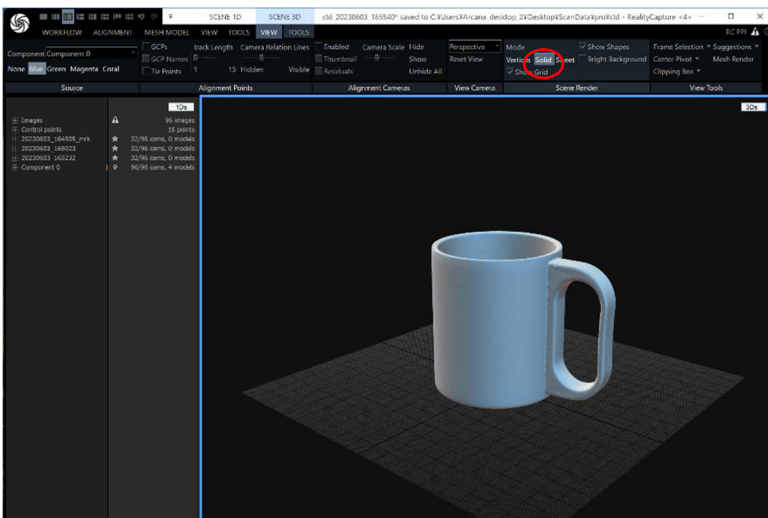 SCENE 1D SCENE 3D std_20230603_165540* saved to C:¥Users¥Arcana_desktop_2¥Desktop¥ScanData¥pro¥std - RealityCapture <4>
WORKFLOW ALIGNMENT MESH MODEL VIEW TOOLS VIEW TOOLS RC PPI
Component Component 0
None Blue Green Magenta Coral
Source
GCPs Track Length Camera Relation Lines
GCP Names 0
Tie Points 1 15 Hidden Visible
Alignment Points
Enabled Camera Scale Hide
Thumbnail Show
Residuals Unhide All
Alignment Cameras
Perspective
Reset View
View Camera
Mode Show Shapes
Vertices Solid Sweet Bright Background
Show Grid
Scene Render
Frame Selection Suggestions
Center Pivot Mesh Render
Clipping Box
View Tools
1Ds
Images 96 images
Control points 16 points
20230603_164505_mrk 32/96 cams, 0 models
20230603_165023 32/96 cams, 0 models
20230603_165232 32/96 cams, 0 models
Component 0 96/96 cams, 4 models
3Ds